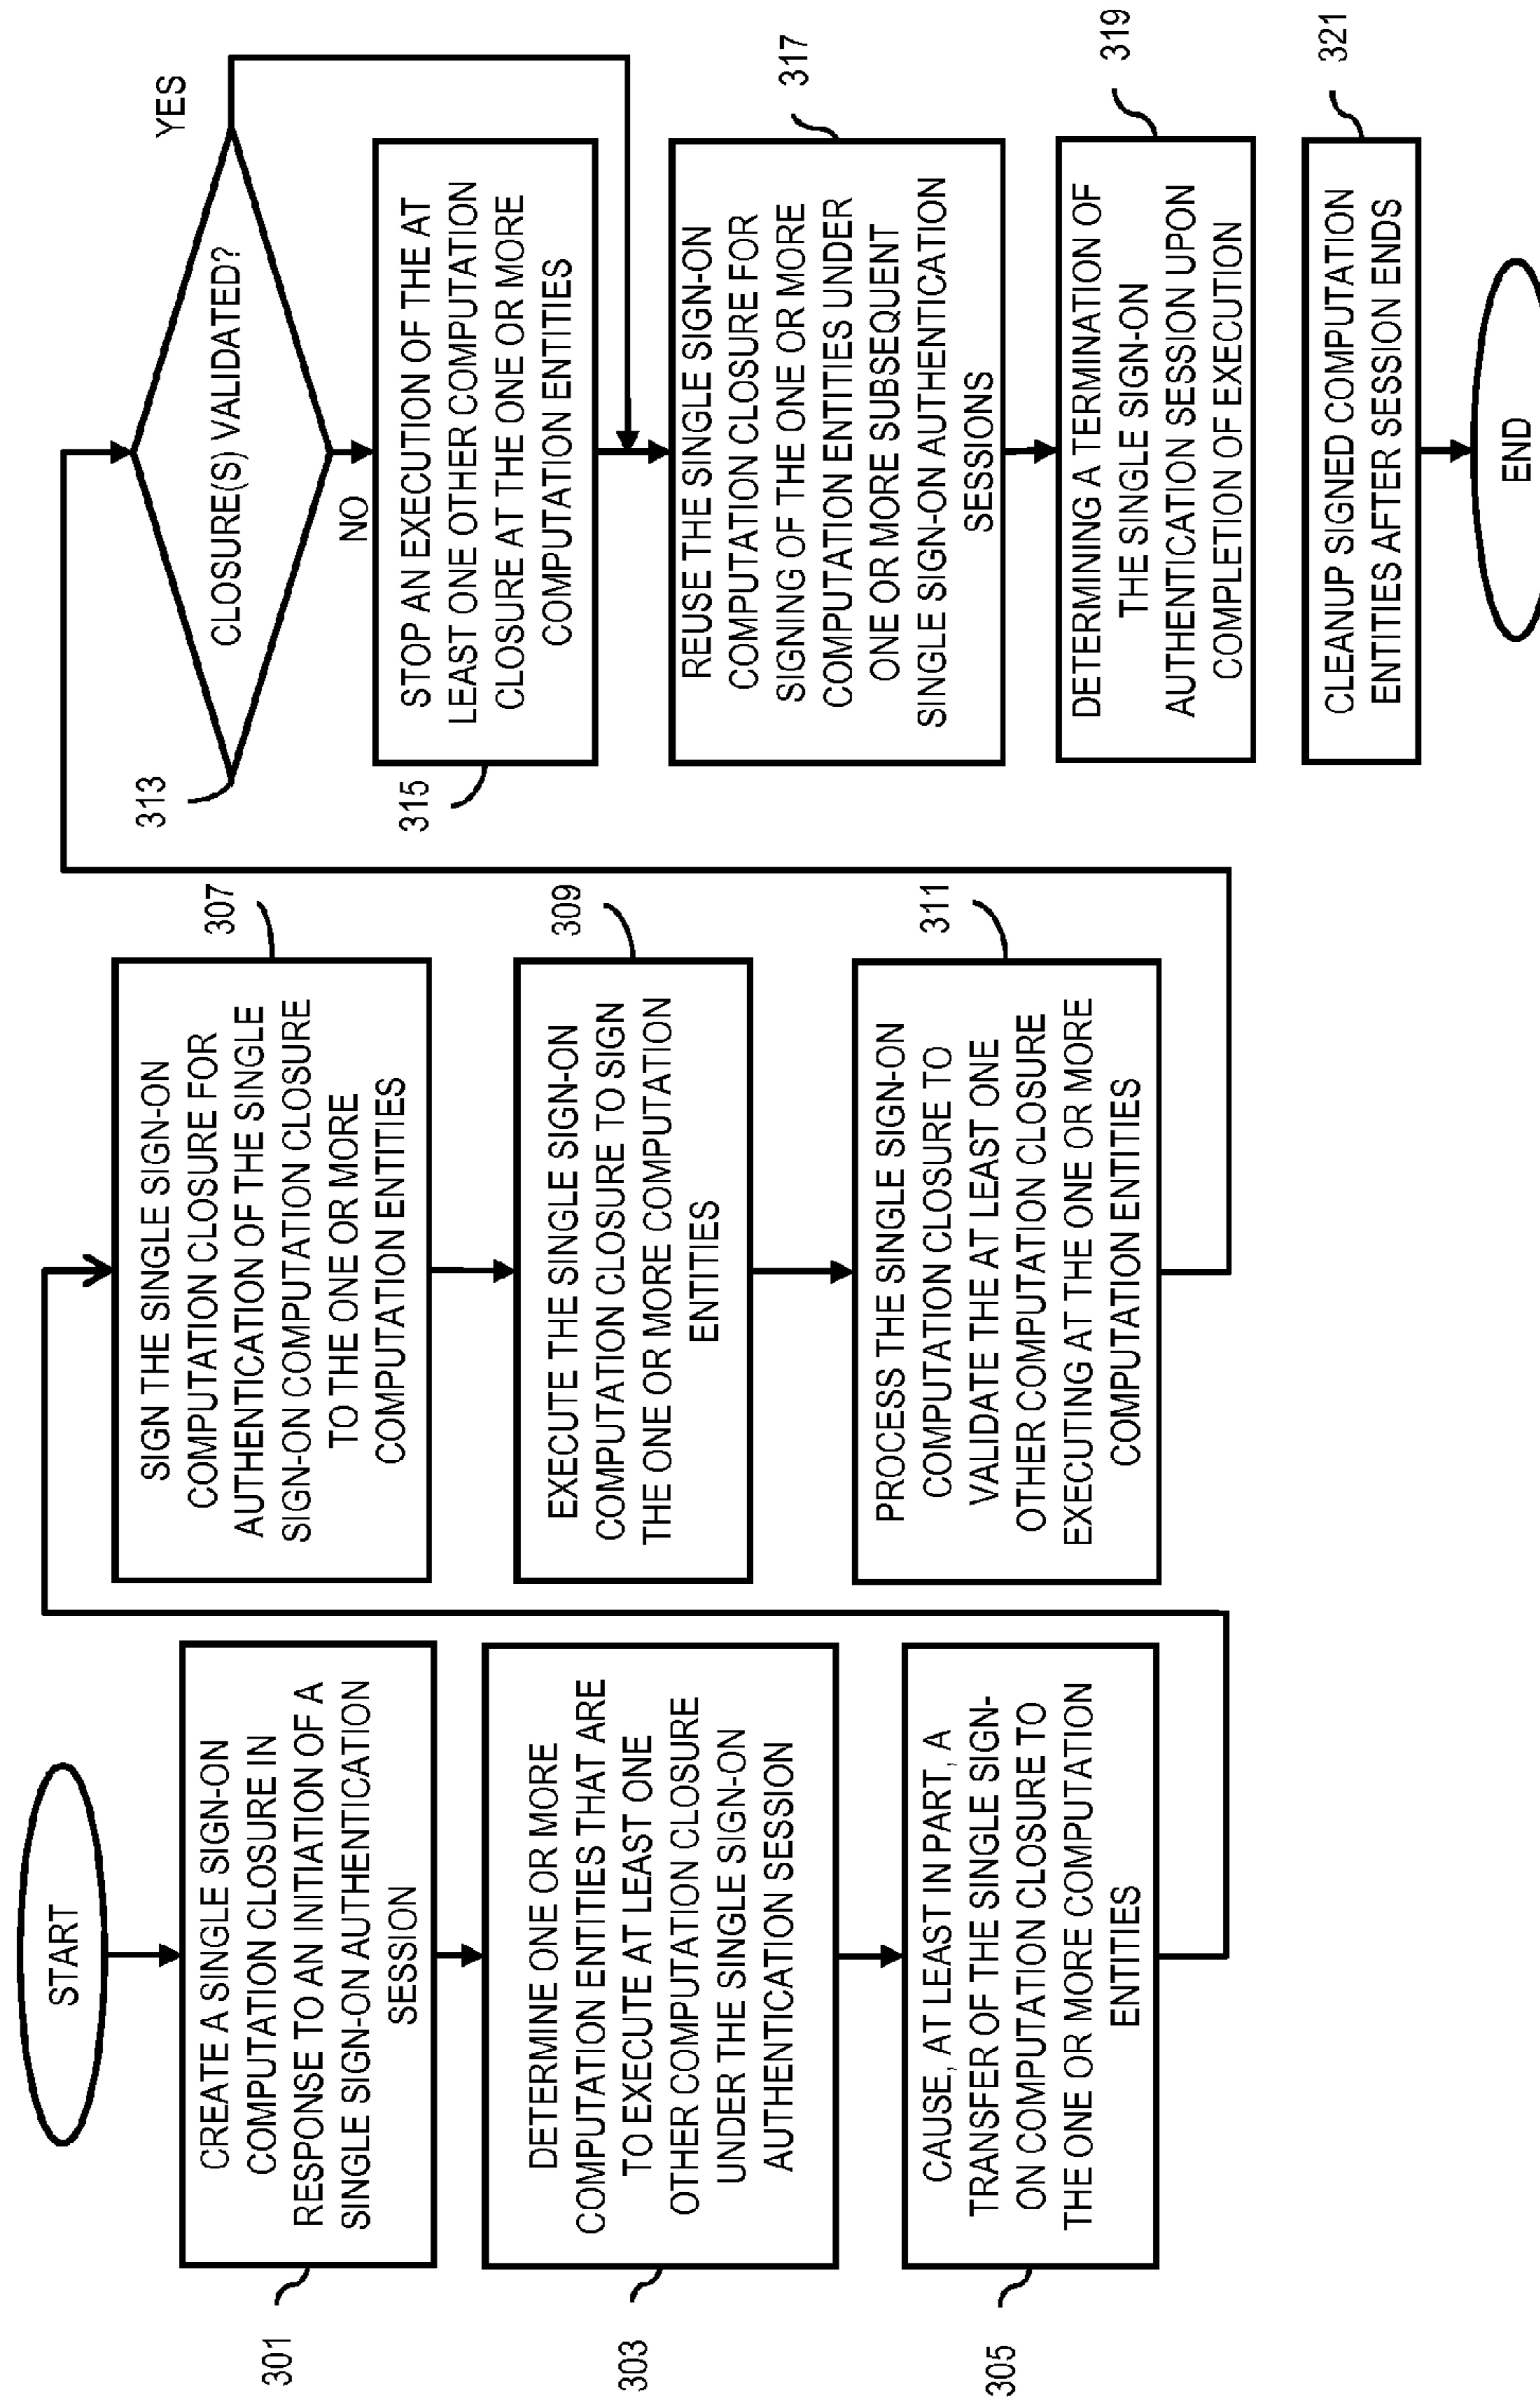 START
301
CREATE A SINGLE SIGN-ON
COMPUTATION CLOSURE IN
RESPONSE TO AN INITIATION OF A
SINGLE SIGN-ON AUTHENTICATION
SESSION
303
DETERMINE ONE OR MORE
COMPUTATION ENTITIES THAT ARE
TO EXECUTE AT LEAST ONE
OTHER COMPUTATION CLOSURE
UNDER THE SINGLE SIGN-ON
AUTHENTICATION SESSION
305
CAUSE, AT LEAST IN PART, A
TRANSFER OF THE SINGLE SIGN-
ON COMPUTATION CLOSURE TO
THE ONE OR MORE COMPUTATION
ENTITIES
307
SIGN THE SINGLE SIGN-ON
COMPUTATION CLOSURE FOR
AUTHENTICATION OF THE SINGLE
SIGN-ON COMPUTATION CLOSURE
TO THE ONE OR MORE
COMPUTATION ENTITIES
309
EXECUTE THE SINGLE SIGN-ON
COMPUTATION CLOSURE TO SIGN
THE ONE OR MORE COMPUTATION
ENTITIES
311
PROCESS THE SINGLE SIGN-ON
COMPUTATION CLOSURE TO
VALIDATE THE AT LEAST ONE
OTHER COMPUTATION CLOSURE
EXECUTING AT THE ONE OR MORE
COMPUTATION ENTITIES
313
CLOSURE(S) VALIDATED?
YES
NO
315
STOP AN EXECUTION OF THE AT
LEAST ONE OTHER COMPUTATION
CLOSURE AT THE ONE OR MORE
COMPUTATION ENTITIES
317
REUSE THE SINGLE SIGN-ON
COMPUTATION CLOSURE FOR
SIGNING OF THE ONE OR MORE
COMPUTATION ENTITIES UNDER
ONE OR MORE SUBSEQUENT
SINGLE SIGN-ON AUTHENTICATION
SESSIONS
319
DETERMINING A TERMINATION OF
THE SINGLE SIGN-ON
AUTHENTICATION SESSION UPON
COMPLETION OF EXECUTION
321
CLEANUP SIGNED COMPUTATION
ENTITIES AFTER SESSION ENDS
END